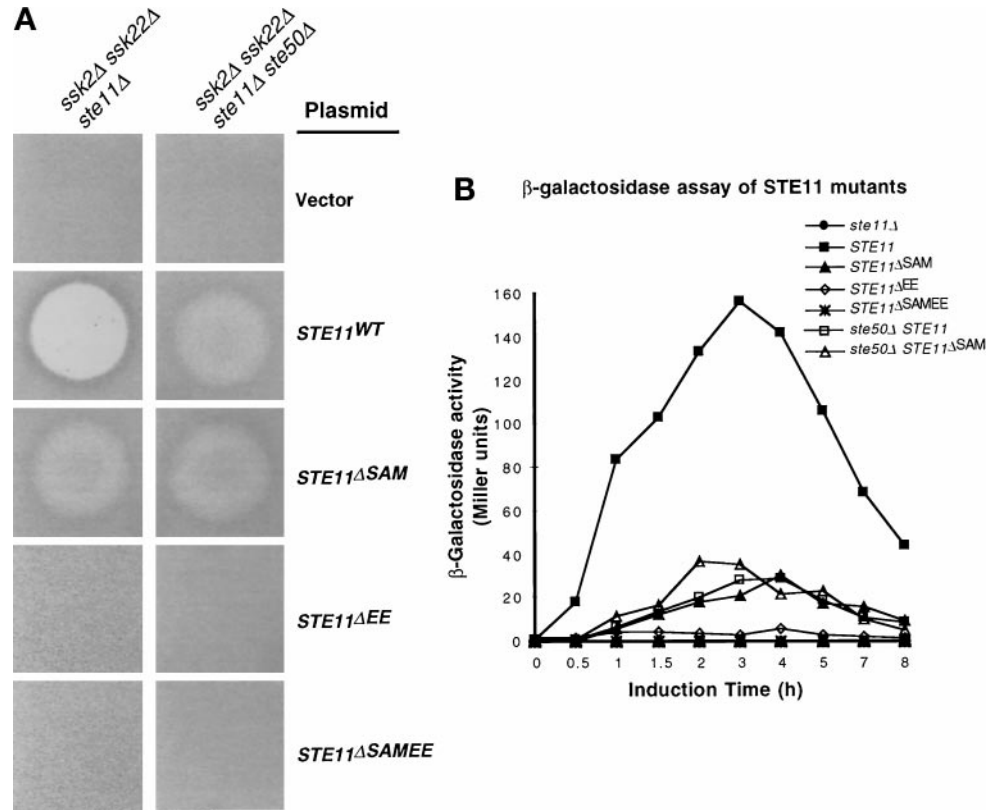 A
ssk2Δ ssk22Δ
ste11Δ
ssk2Δ ssk22Δ
ste11Δ ste50Δ
Plasmid
Vector
STE11WT
STE11ΔSAM
STE11ΔEE
STE11ΔSAMEE
B
β-galactosidase assay of STE11 mutants
ste11Δ
STE11
STE11ΔSAM
STE11ΔEE
STE11ΔSAMEE
ste50Δ STE11
ste50Δ STE11ΔSAM
β-Galactosidase activity
(Miller units)
160
140
120
100
80
60
40
20
0
0 0.5 1 1.5 2 3 4 5 7 8
Induction Time (h)